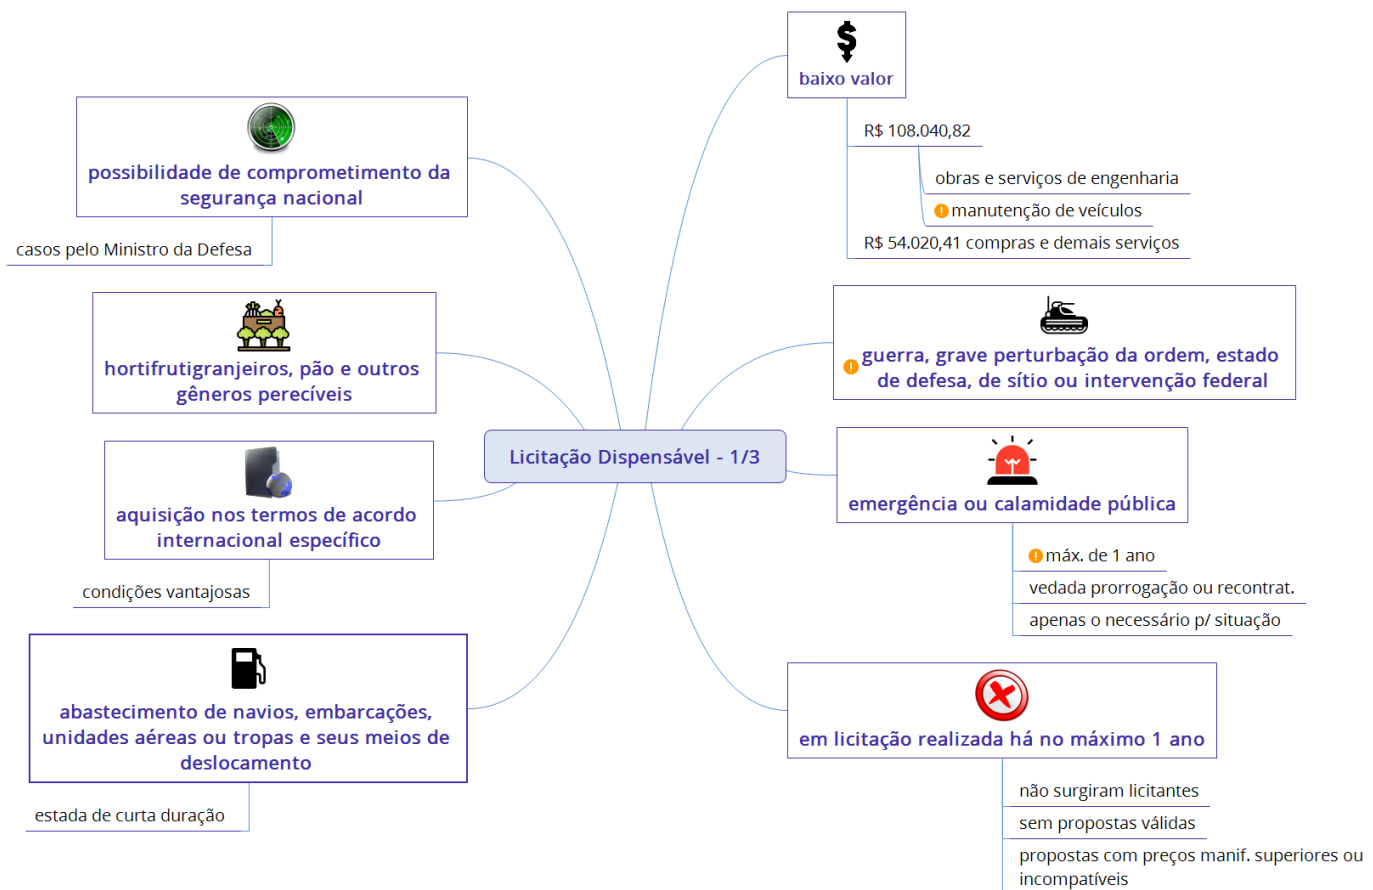 Licitação Dispensável - 1/3
baixo valor
R$ 108.040,82
obras e serviços de engenharia
manutenção de veículos
R$ 54.020,41 compras e demais serviços
guerra, grave perturbação da ordem, estado
de defesa, de sítio ou intervenção federal
emergência ou calamidade pública
máx. de 1 ano
vedada prorrogação ou recontrat.
apenas o necessário p/ situação
em licitação realizada há no máximo 1 ano
não surgiram licitantes
sem propostas válidas
propostas com preços manif. superiores ou
incompatíveis
possibilidade de comprometimento da
segurança nacional
casos pelo Ministro da Defesa
hortifrutigranjeiros, pão e outros
gêneros perecíveis
aquisição nos termos de acordo
internacional específico
condições vantajosas
abastecimento de navios, embarcações,
unidades aéreas ou tropas e seus meios de
deslocamento
estada de curta duração